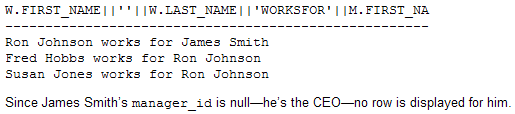 W.FIRST_NAME||''||W.LAST_NAME||'WORKSFOR'||M.FIRST_NA
-----------------------------------------------------
Ron Johnson works for James Smith
Fred Hobbs works for Ron Johnson
Susan Jones works for Ron Johnson
Since James Smith's manager_id is null—he's the CEO—no row is displayed for him.